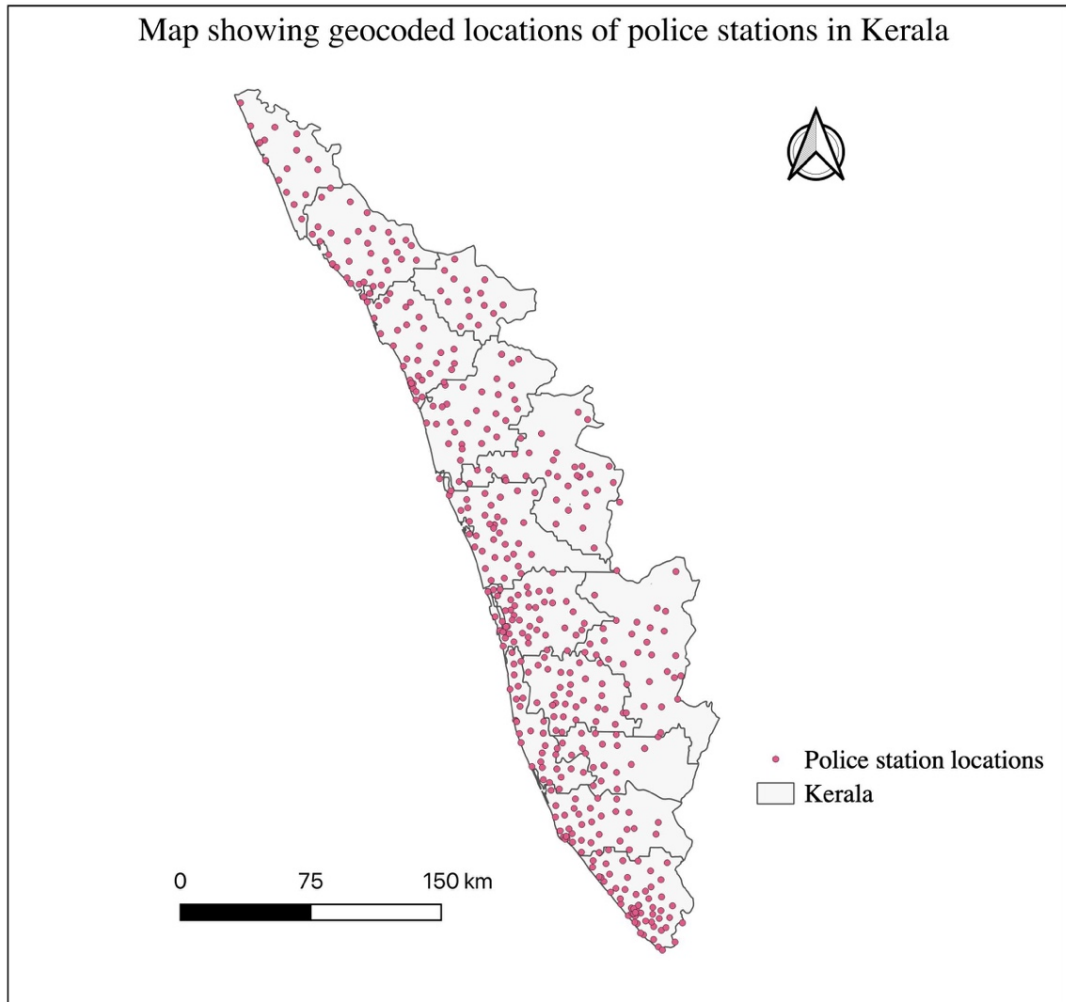 Map showing geocoded locations of police stations in Kerala
Police station locations
Kerala
0 75 150 km